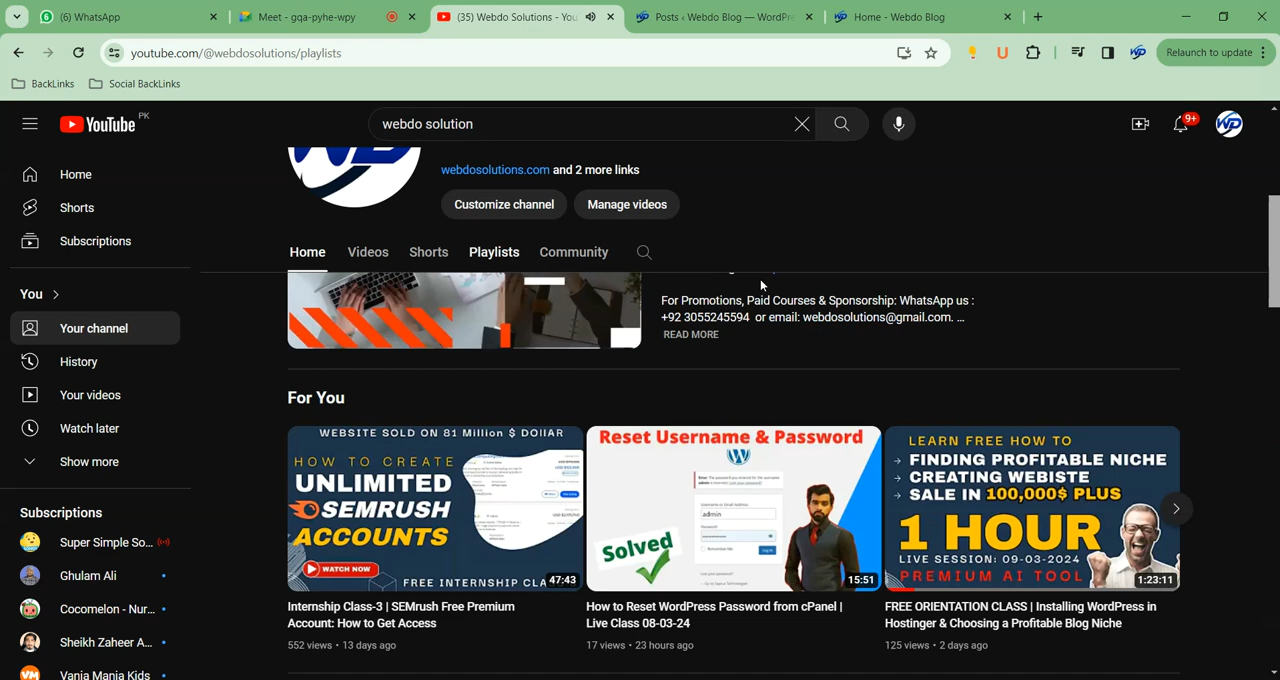 (6) WhatsApp
Meet - gqa-pyhe-wpy
(35) Webdo Solutions - You
Posts ‹ Webdo Blog — WordPre
Home - Webdo Blog
youtube.com/@webdosolutions/playlists
Relaunch to update
BackLinks
Social BackLinks
YouTube PK
webdo solution
9+
WD
Home
Shorts
Subscriptions
You
Your channel
History
Your videos
Watch later
Show more
Subscriptions
Super Simple So...
Ghulam Ali
Cocomelon - Nur...
Sheikh Zaheer A...
Vania Mania Kids
webdosolutions.com and 2 more links
Customize channel
Manage videos
Home
Videos
Shorts
Playlists
Community
For Promotions, Paid Courses & Sponsorship: WhatsApp us :
+92 3055245594 or email: webdosolutions@gmail.com. ...
READ MORE
For You
WEBSITE SOLD ON 81 Million $ DOllAR
HOW TO CREATE
UNLIMITED
SEMRUSH
ACCOUNTS
WATCH NOW
FREE INTERNSHIP CLA
47:43
Internship Class-3 | SEMrush Free Premium
Account: How to Get Access
552 views • 13 days ago
Reset Username & Password
admin
Solved
15:51
How to Reset WordPress Password from cPanel |
Live Class 08-03-24
17 views • 23 hours ago
LEARN FREE HOW TO
FINDING PROFITABLE NICHE
CREATING WEBISTE
SALE IN 100,000$ PLUS
1 HOUR
LIVE SESSION: 09-03-2024
PREMIUM AI TOOL
1:23:11
FREE ORIENTATION CLASS | Installing WordPress in
Hostinger & Choosing a Profitable Blog Niche
125 views • 2 days ago